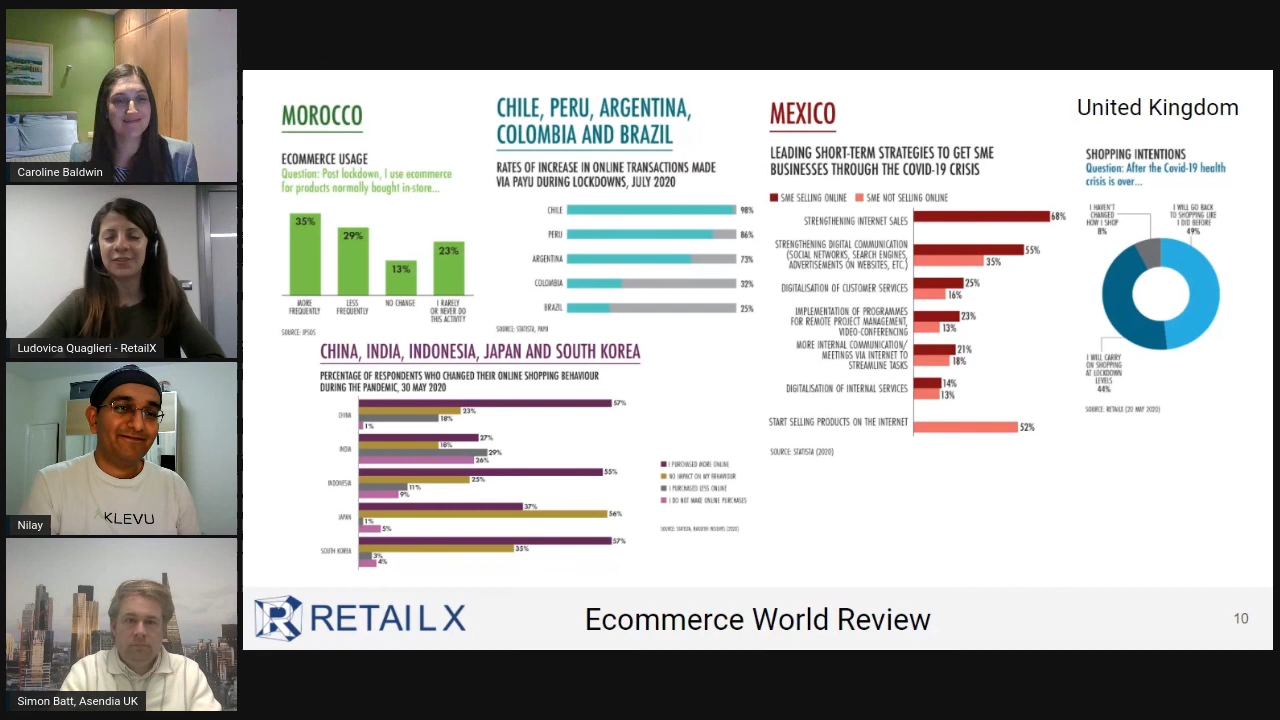 Caroline Baldwin
Ludovica Quaglieri - RetailX
KLEVU
Nilay
Simon Batt, Asendia UK
MOROCCO
ECOMMERCE USAGE
Question: Post lockdown, I use ecommerce
for products normally bought in-store...
35%
29%
13%
23%
MORE
FREQUENTLY
LESS
FREQUENTLY
NO CHANGE
I RARELY
OR NEVER DO
THIS ACTIVITY
SOURCE: IPSOS
CHILE, PERU, ARGENTINA,
COLOMBIA AND BRAZIL
RATES OF INCREASE IN ONLINE TRANSACTIONS MADE
VIA PAYU DURING LOCKDOWNS, JULY 2020
CHILE 98%
PERU 86%
ARGENTINA 73%
COLOMBIA 32%
BRAZIL 25%
SOURCE: STATISTA, PAYU
CHINA, INDIA, INDONESIA, JAPAN AND SOUTH KOREA
PERCENTAGE OF RESPONDENTS WHO CHANGED THEIR ONLINE SHOPPING BEHAVIOUR
DURING THE PANDEMIC, 30 MAY 2020
CHINA
57%
23%
18%
1%
INDIA
27%
18%
29%
26%
INDONESIA
55%
25%
11%
9%
JAPAN
37%
56%
1%
5%
SOUTH KOREA
57%
35%
3%
4%
I PURCHASED MORE ONLINE
NO IMPACT ON MY BEHAVIOUR
I PURCHASED LESS ONLINE
I DO NOT MAKE ONLINE PURCHASES
SOURCE: STATISTA, INSIGHTS (2020)
MEXICO
LEADING SHORT-TERM STRATEGIES TO GET SME
BUSINESSES THROUGH THE COVID-19 CRISIS
SME SELLING ONLINE SME NOT SELLING ONLINE
STRENGTHENING INTERNET SALES
68%
STRENGTHENING DIGITAL COMMUNICATION
(SOCIAL NETWORKS, SEARCH ENGINES,
ADVERTISEMENTS ON WEBSITES, ETC.)
55%
35%
DIGITALISATION OF CUSTOMER SERVICES
25%
16%
IMPLEMENTATION OF PROGRAMMES
FOR REMOTE PROJECT MANAGEMENT,
VIDEO-CONFERENCING
23%
13%
MORE INTERNAL COMMUNICATION/
MEETINGS VIA INTERNET TO
STREAMLINE TASKS
21%
18%
DIGITALISATION OF INTERNAL SERVICES
14%
13%
START SELLING PRODUCTS ON THE INTERNET
52%
SOURCE: STATISTA (2020)
United Kingdom
SHOPPING INTENTIONS
Question: After the Covid-19 health
crisis is over...
I HAVEN'T
CHANGED
HOW I SHOP
8%
I WILL GO BACK
TO SHOPPING LIKE
I DID BEFORE
49%
I WILL CARRY
ON SHOPPING
AT LOCKDOWN
LEVELS
44%
SOURCE: RETAILX (20 MAY 2020)
RETAIL X
Ecommerce World Review
10